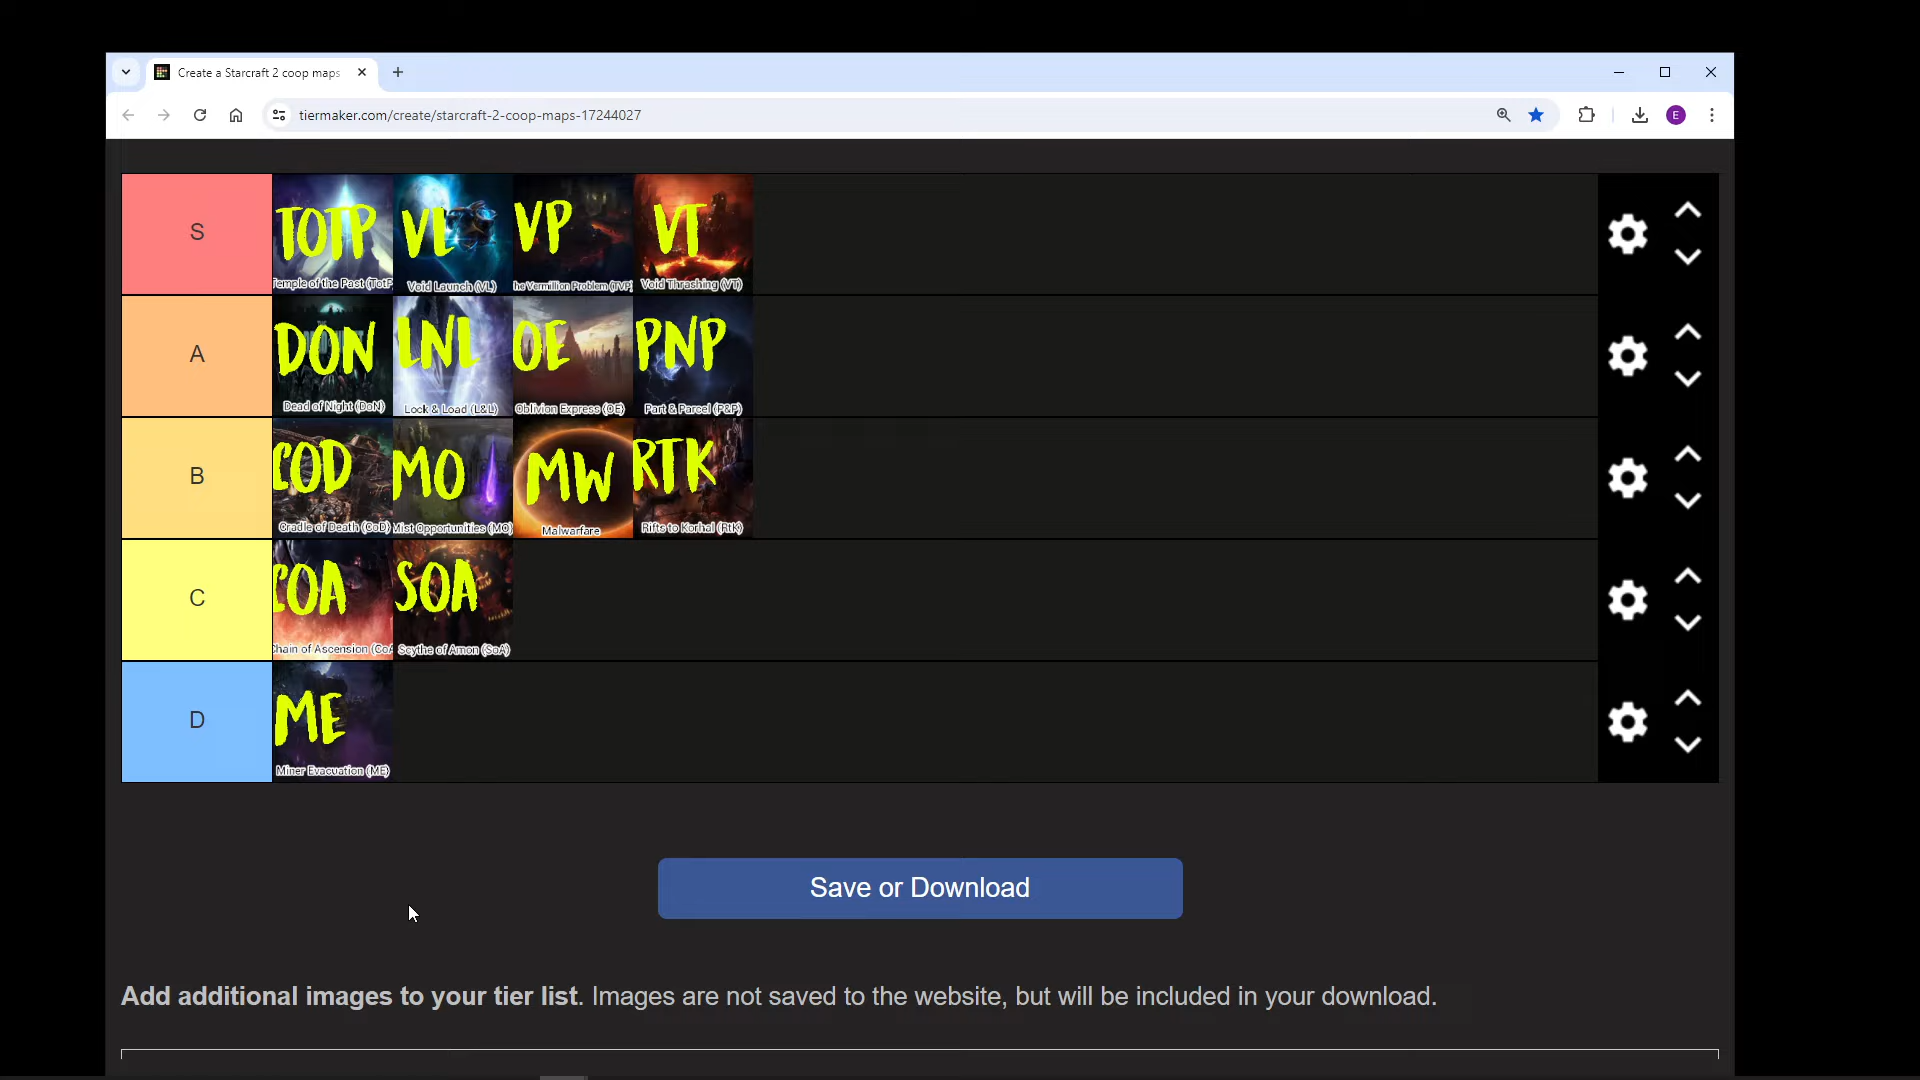 Create a Starcraft 2 coop maps
tiermaker.com/create/starcraft-2-coop-maps-17244027
E
S
TOTP
VL
VP
VT
Temple of the Past (TotP
Void Launch (VL)
he Vermillion Problem (TVP)
Void Thrashing (VT)
A
DON
LNL
OE
PNP
Dead of Night (DoN)
Lock & Load (L&L)
Oblivion Express (OE)
Part & Parcel (P&P)
B
COD
MO
MW
RTK
Cradle of Death (CoD)
Mist Opportunities (MO)
Malwarfare
Rifts to Korhal (RtK)
C
COA
SOA
Chain of Ascension (CoA
Scythe of Amon (SoA)
D
ME
Miner Evacuation (ME)
Save or Download
Add additional images to your tier list. Images are not saved to the website, but will be included in your download.